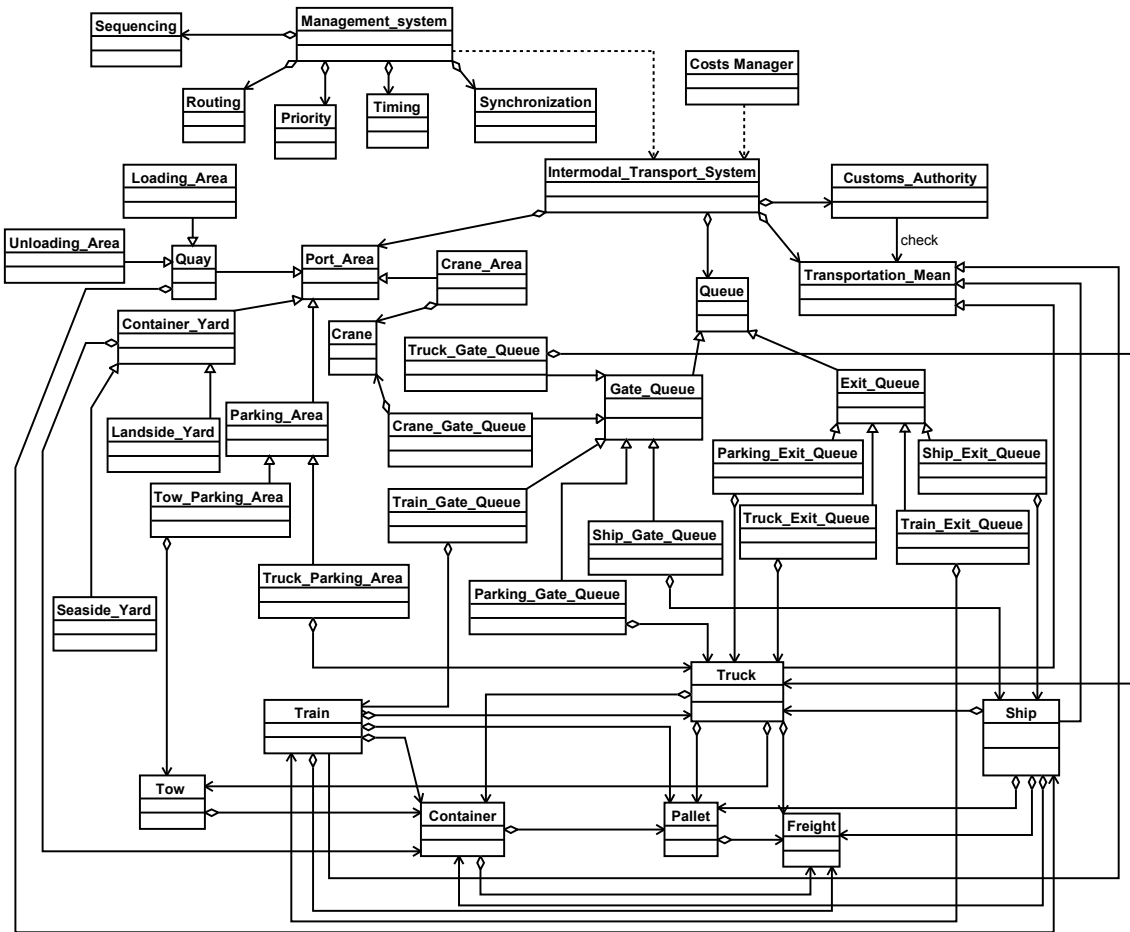 Management_system
Sequencing
Costs Manager
Routing
Priority
Timing
Synchronization
Loading_Area
Intermodal_Transport_System
Customs_Authority
check
Unloading_Area
Quay
Port_Area
Crane_Area
Transportation_Mean
Queue
Container_Yard
Crane
Truck_Gate_Queue
Gate_Queue
Exit_Queue
Parking_Area
Landside_Yard
Crane_Gate_Queue
Parking_Exit_Queue
Ship_Exit_Queue
Tow_Parking_Area
Train_Gate_Queue
Truck_Exit_Queue
Train_Exit_Queue
Ship_Gate_Queue
Truck_Parking_Area
Parking_Gate_Queue
Seaside_Yard
Truck
Train
Ship
Tow
Container
Pallet
Freight